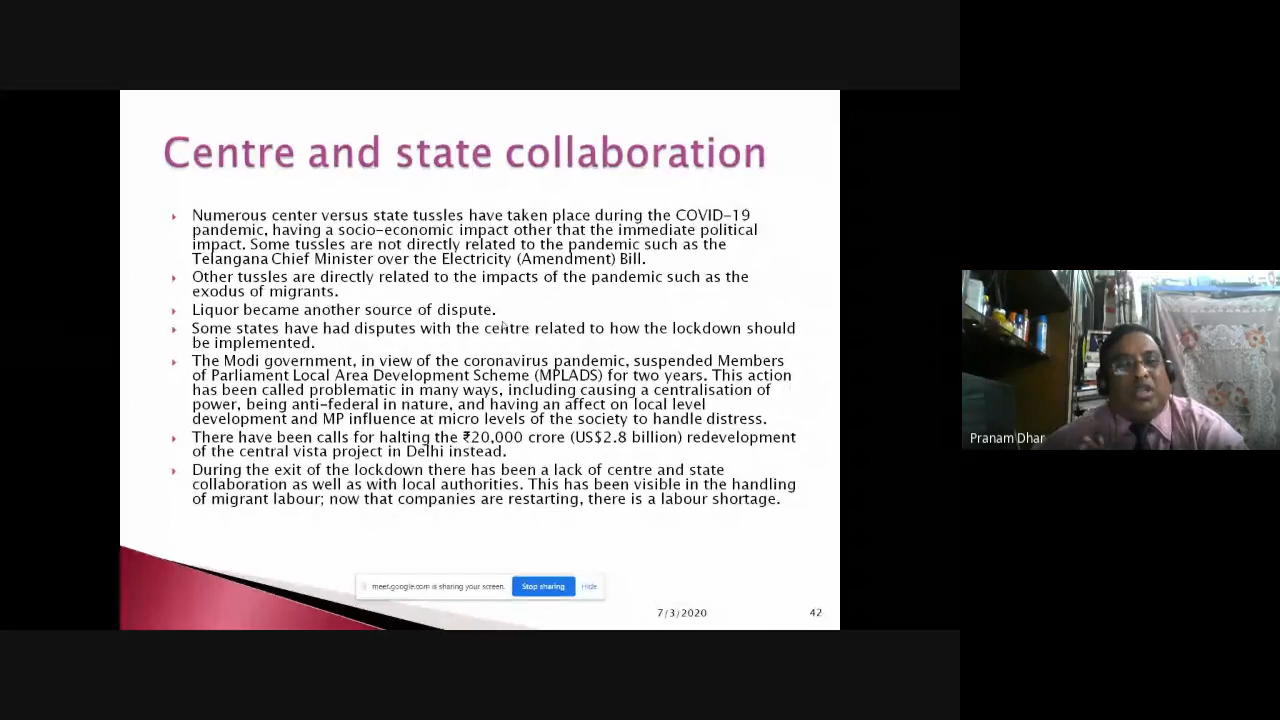 Centre and state collaboration
Numerous center versus state tussles have taken place during the COVID-19
pandemic, having a socio-economic impact other that the immediate political
impact. Some tussles are not directly related to the pandemic such as the
Telangana Chief Minister over the Electricity (Amendment) Bill.
Other tussles are directly related to the impacts of the pandemic such as the
exodus of migrants.
Liquor became another source of dispute.
Some states have had disputes with the centre related to how the lockdown should
be implemented.
The Modi government, in view of the coronavirus pandemic, suspended Members
of Parliament Local Area Development Scheme (MPLADS) for two years. This action
has been called problematic in many ways, including causing a centralisation of
power, being anti-federal in nature, and having an affect on local level
development and MP influence at micro levels of the society to handle distress.
There have been calls for halting the ₹20,000 crore (US$2.8 billion) redevelopment
of the central vista project in Delhi instead.
During the exit of the lockdown there has been a lack of centre and state
collaboration as well as with local authorities. This has been visible in the handling
of migrant labour; now that companies are restarting, there is a labour shortage.
meet.google.com is sharing your screen.
Stop sharing
Hide
7/3/2020
42
Pranam Dhar